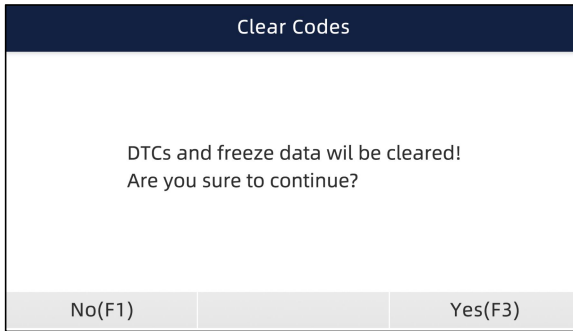 Clear Codes
DTCs and freeze data wil be cleared!
Are you sure to continue?
No(F1) Yes(F3)